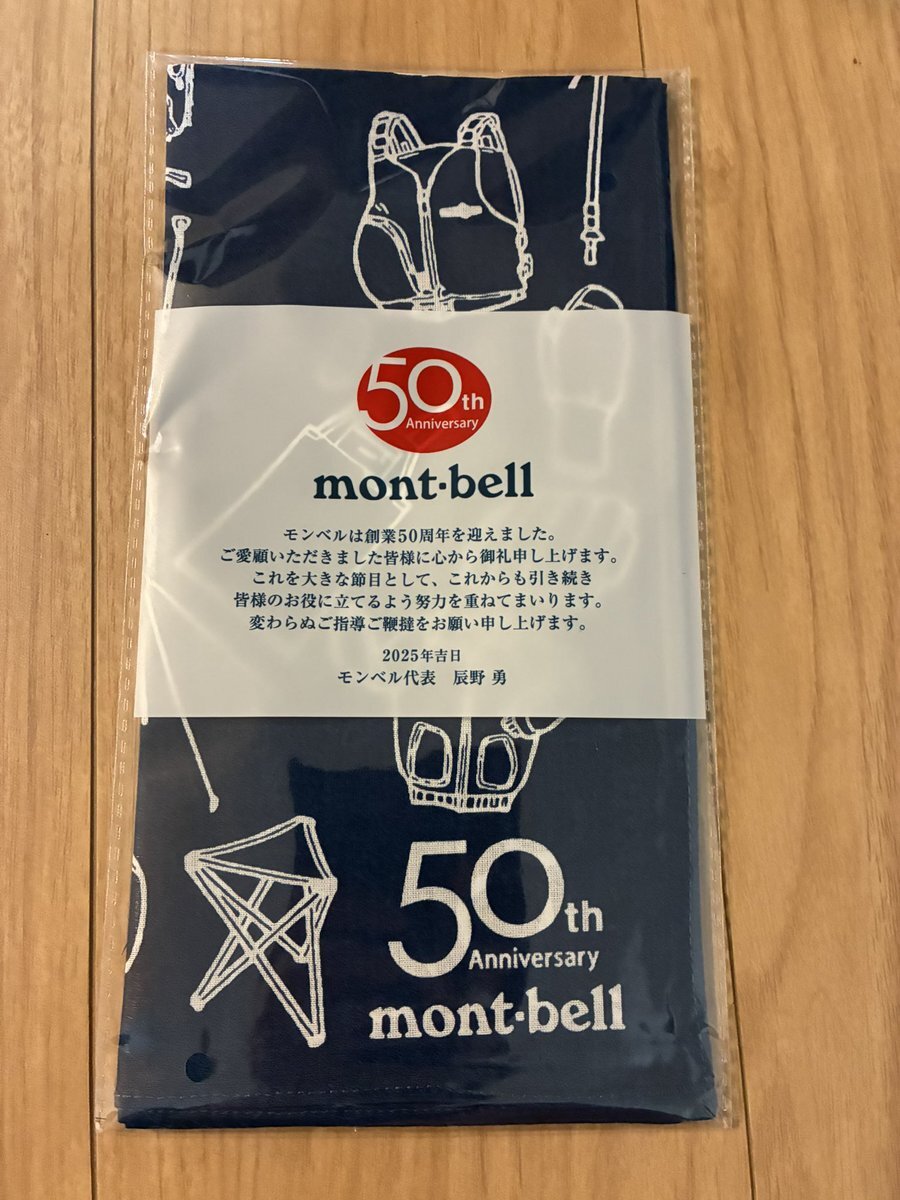 50th
Anniversary
mont·bell
モンベルは創業50周年を迎えました。
ご愛顧いただきました皆様に心から御礼申し上げます。
これを大きな節目として、これからも引き続き
皆様のお役に立てるよう努力を重ねてまいります。
変わらぬご指導ご鞭撻をお願い申し上げます。
2025年吉日
モンベル代表　辰野 勇
50th
Anniversary
mont·bell